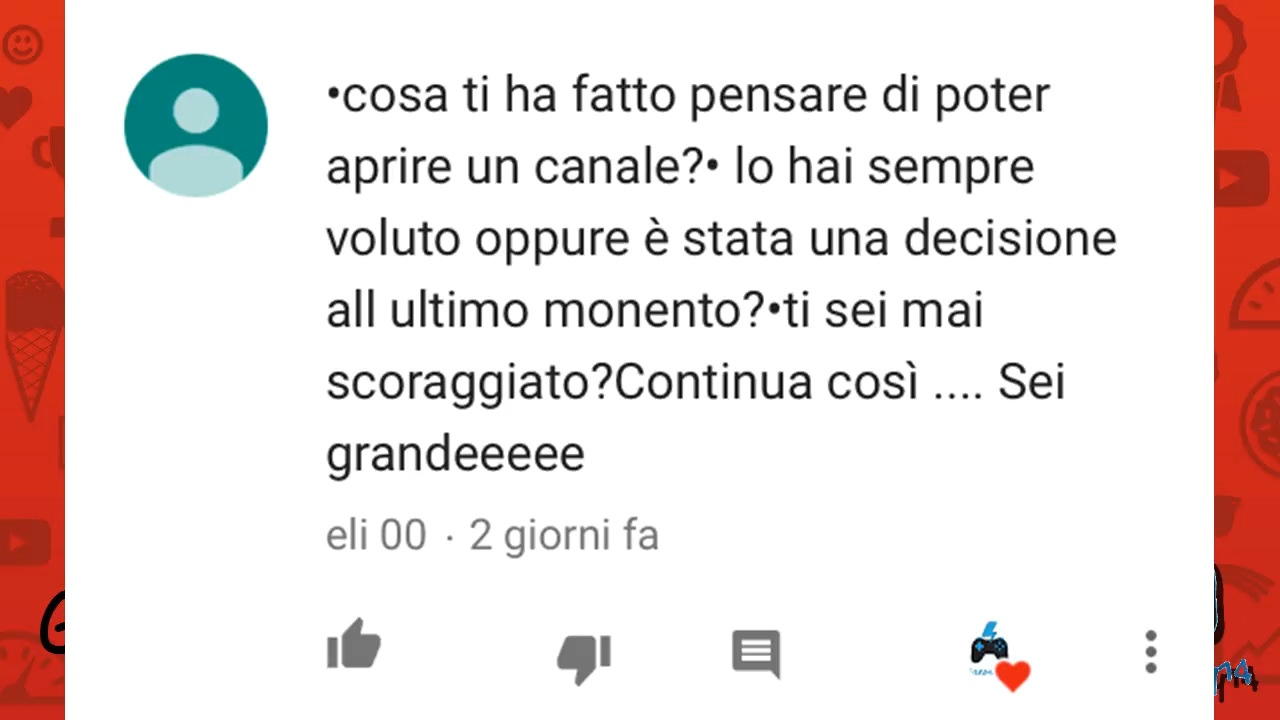 •cosa ti ha fatto pensare di poter
aprire un canale?• lo hai sempre
voluto oppure è stata una decisione
all ultimo monento?•ti sei mai
scoraggiato?Continua così .... Sei
grandeeeee
eli 00 · 2 giorni fa